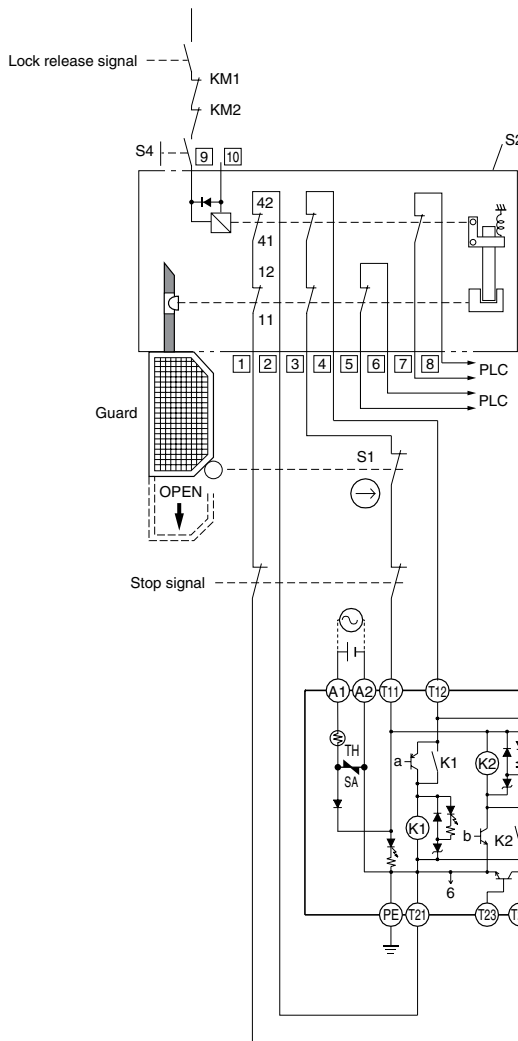 Lock release signal
KM1
KM2
S4
9
10
S2
42
41
12
11
1
2
3
4
5
6
7
8
PLC
PLC
Guard
OPEN
S1
Stop signal
A1
A2
T11
T12
TH
SA
a
K1
K2
K1
b
K2
6
PE
T21
T23